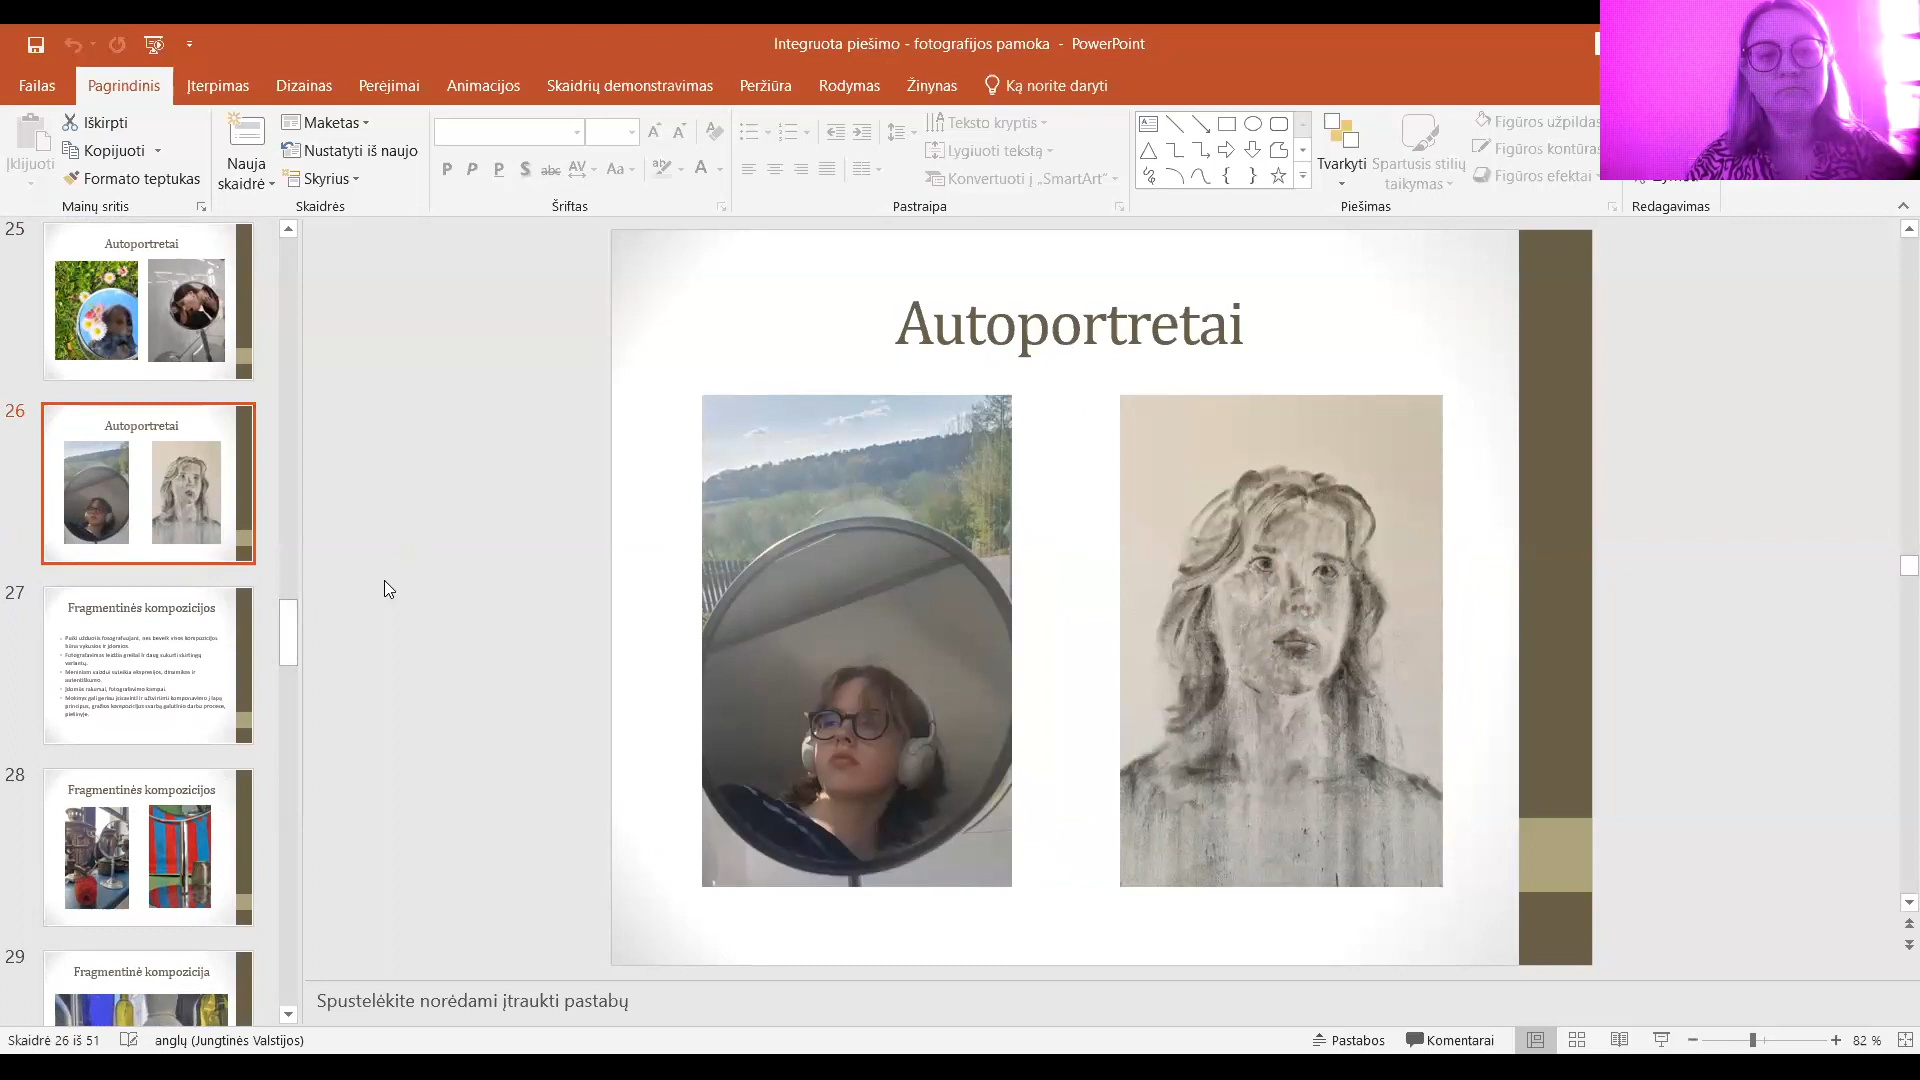 Integruota piešimo - fotografijos pamoka - PowerPoint
Failas Pagrindinis Įterpimas Dizainas Perėjimai Animacijos Skaidrių demonstravimas Peržiūra Rodymas Žinynas Ką norite daryti
Įklijuoti
Iškirpti
Kopijuoti
Formato teptukas
Mainų sritis
Nauja
skaidrė
Maketas
Nustatyti iš naujo
Skyrius
Skaidrės
P P P S abc AV Aa A
Šriftas
Teksto kryptis
Lygiuoti tekstą
Konvertuoti į „SmartArt“
Pastraipa
Tvarkyti
Spartusis stilių
taikymas
Figūros užpildas
Figūros kontūras
Figūros efektai
Piešimas
Redagavimas
25
Autoportretai
26
Autoportretai
27
Fragmentinės kompozicijos
28
Fragmentinės kompozicijos
29
Fragmentinė kompozicija
Autoportretai
Spustelėkite norėdami įtraukti pastabų
Skaidrė 26 iš 51 anglų (Jungtinės Valstijos) Pastabos Komentarai 82 %